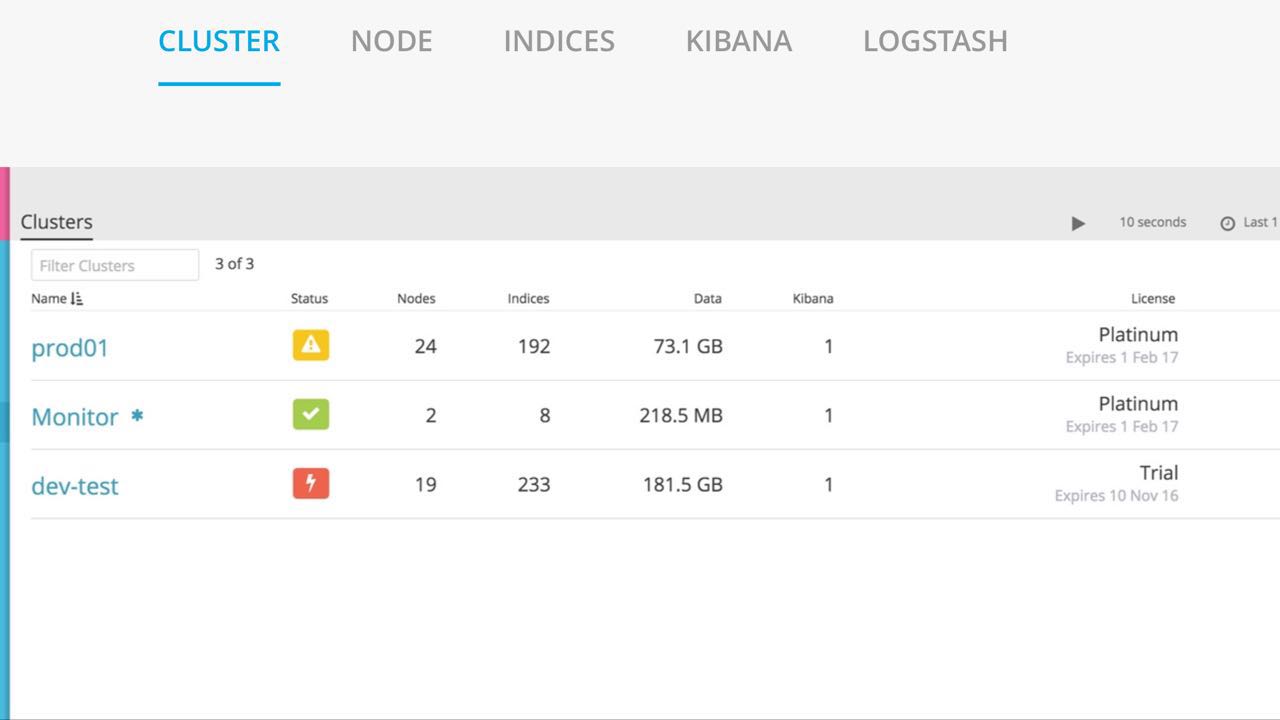 CLUSTER NODE INDICES KIBANA LOGSTASH
Clusters 10 seconds Last 1
Filter Clusters 3 of 3
Name Status Nodes Indices Data Kibana License
prod01 24 192 73.1 GB 1 Platinum
Expires 1 Feb 17
Monitor * 2 8 218.5 MB 1 Platinum
Expires 1 Feb 17
dev-test 19 233 181.5 GB 1 Trial
Expires 10 Nov 16